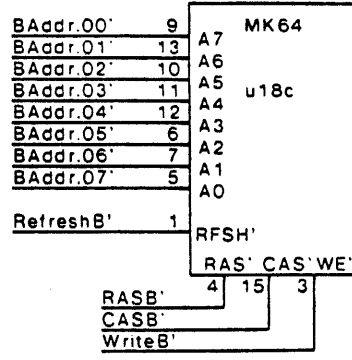 MK64
u18c
BAddr.00' 9 A7
BAddr.01' 13 A6
BAddr.02' 10 A5
BAddr.03' 11 A4
BAddr.04' 12 A3
BAddr.05' 6 A2
BAddr.06' 7 A1
BAddr.07' 5 A0
RefreshB' 1 RFSH'
RAS' CAS' WE'
4 15 3
RASB'
CASB'
WriteB'